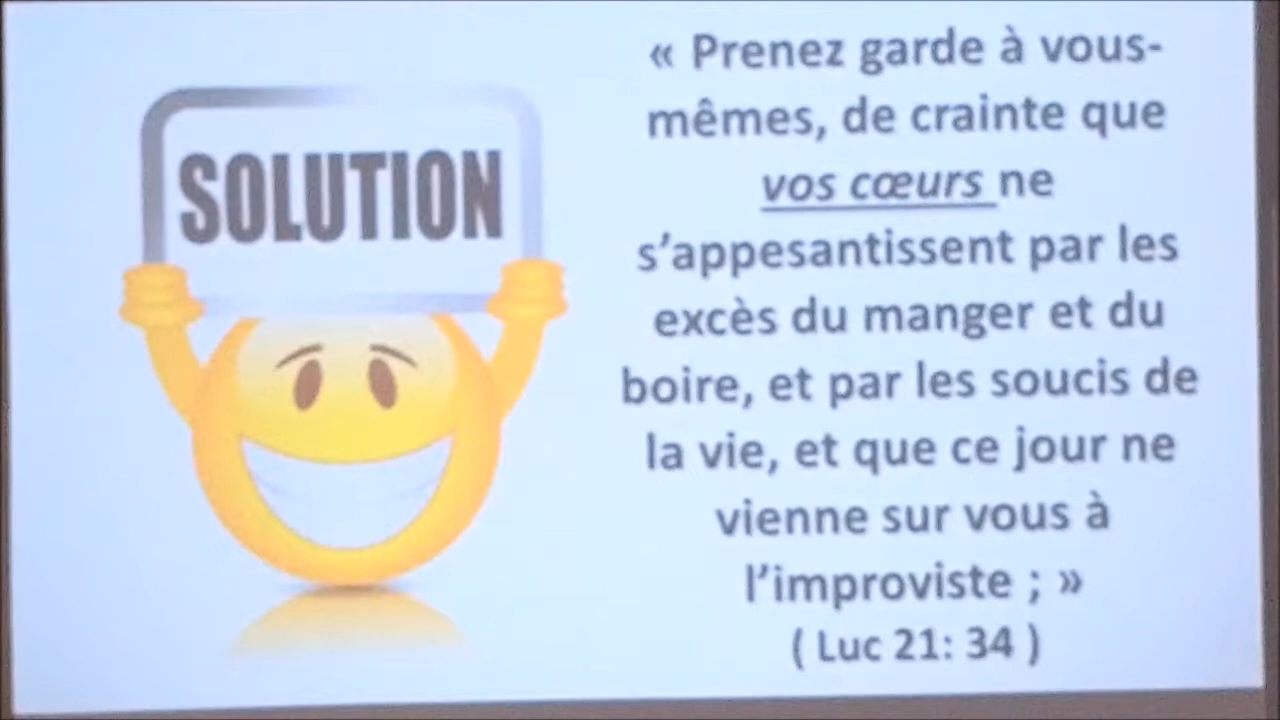 SOLUTION
« Prenez garde à vous-
mêmes, de crainte que
vos cœurs ne
s'appesantissent par les
excès du manger et du
boire, et par les soucis de
la vie, et que ce jour ne
vienne sur vous à
l'improviste ; »
( Luc 21: 34 )